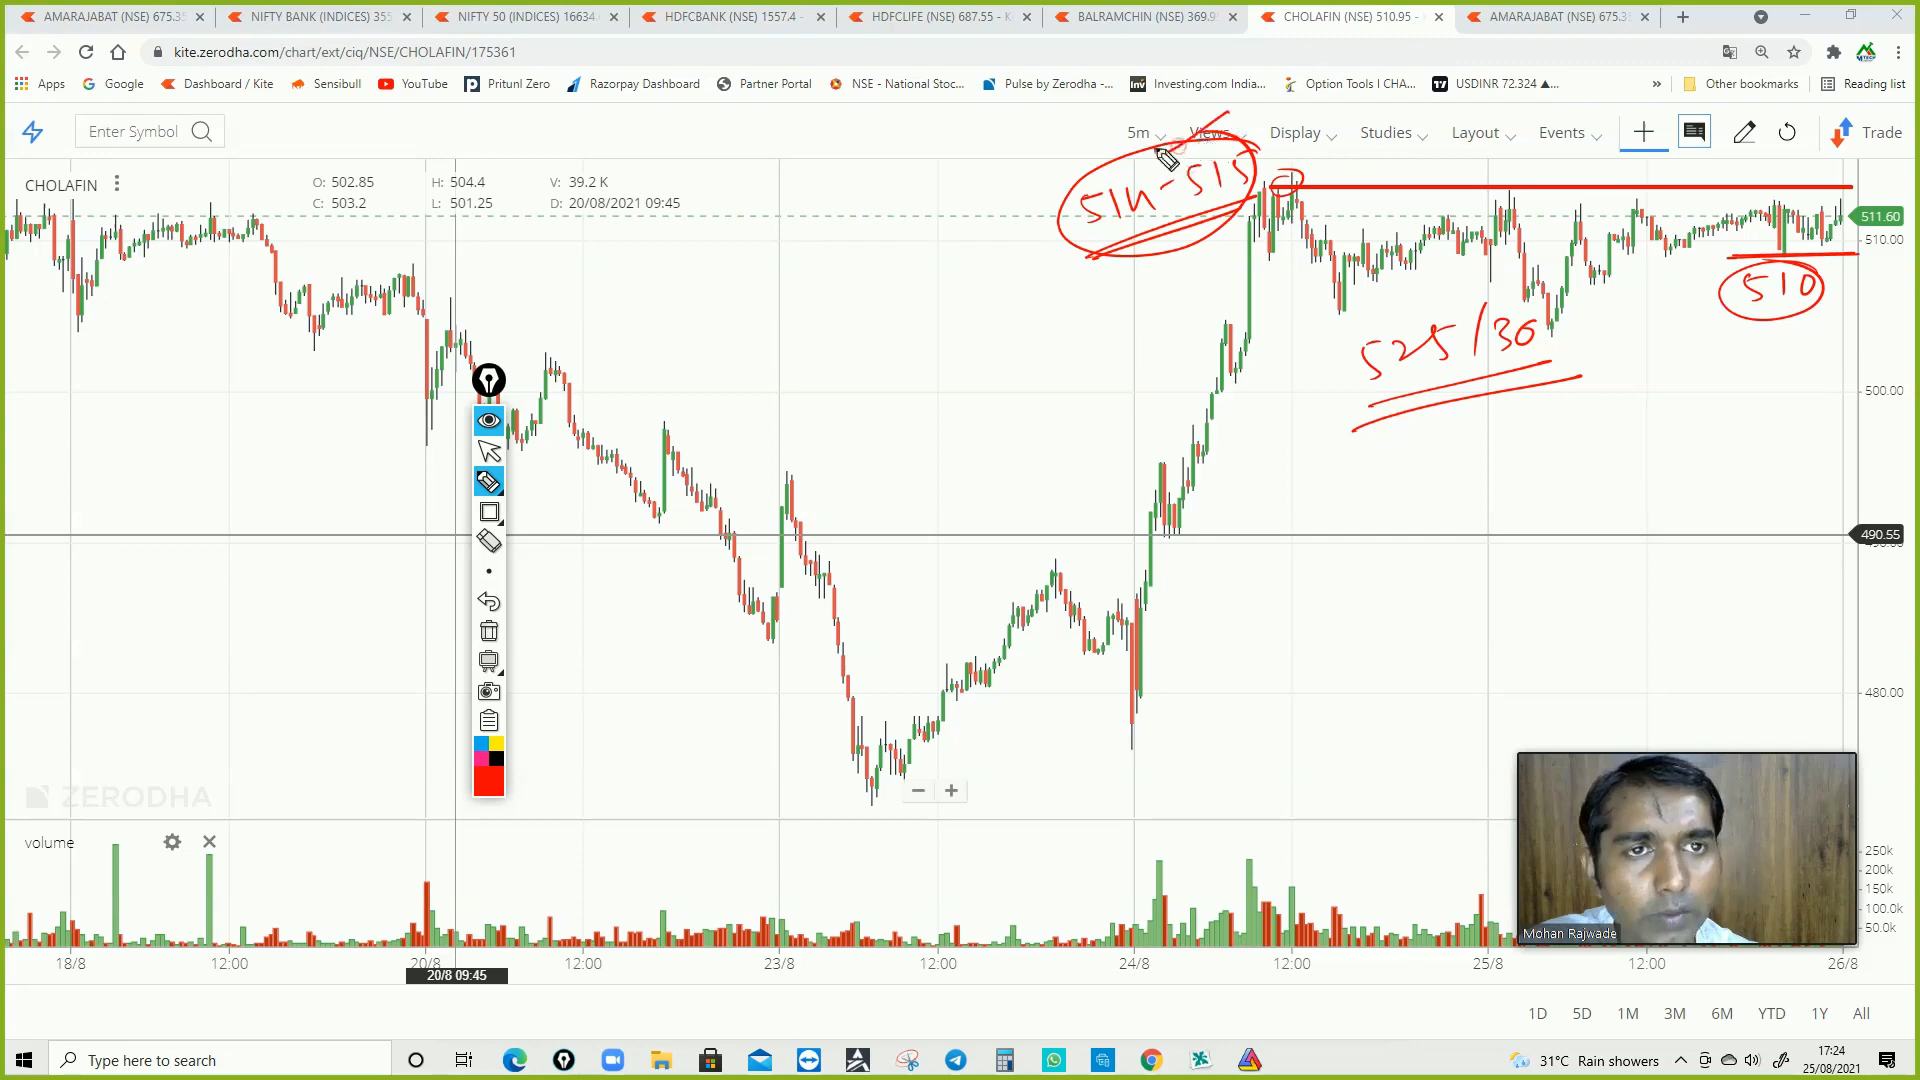 AMARAJABAT (NSE) 675.35
NIFTY BANK (INDICES) 355
NIFTY 50 (INDICES) 16634.
HDFCBANK (NSE) 1557.4 -
HDFCLIFE (NSE) 687.55 - K
BALRAMCHIN (NSE) 369.9
CHOLAFIN (NSE) 510.95 - K
AMARAJABAT (NSE) 675.35
kite.zerodha.com/chart/ext/ciq/NSE/CHOLAFIN/175361
Apps
Google
Dashboard / Kite
Sensibull
YouTube
Pritunl Zero
Razorpay Dashboard
Partner Portal
NSE - National Stoc...
Pulse by Zerodha -...
Investing.com India...
Option Tools I CHA...
USDINR 72.324 ▲...
»
Other bookmarks
Reading list
Enter Symbol
5m
Views
Display
Studies
Layout
Events
Trade
514-515
CHOLAFIN
O: 502.85
H: 504.4
V: 39.2 K
C: 503.2
L: 501.25
D: 20/08/2021 09:45
511.60
510.00
510
525/30
500.00
490.55
480.00
ZERODHA
volume
250k
200k
150k
100.0k
50.0k
Mohan Rajwade
18/8
12:00
20/8
12:00
23/8
12:00
24/8
12:00
25/8
12:00
26/8
20/8 09:45
1D
5D
1M
3M
6M
YTD
1Y
All
Type here to search
31°C Rain showers
17:24
25/08/2021